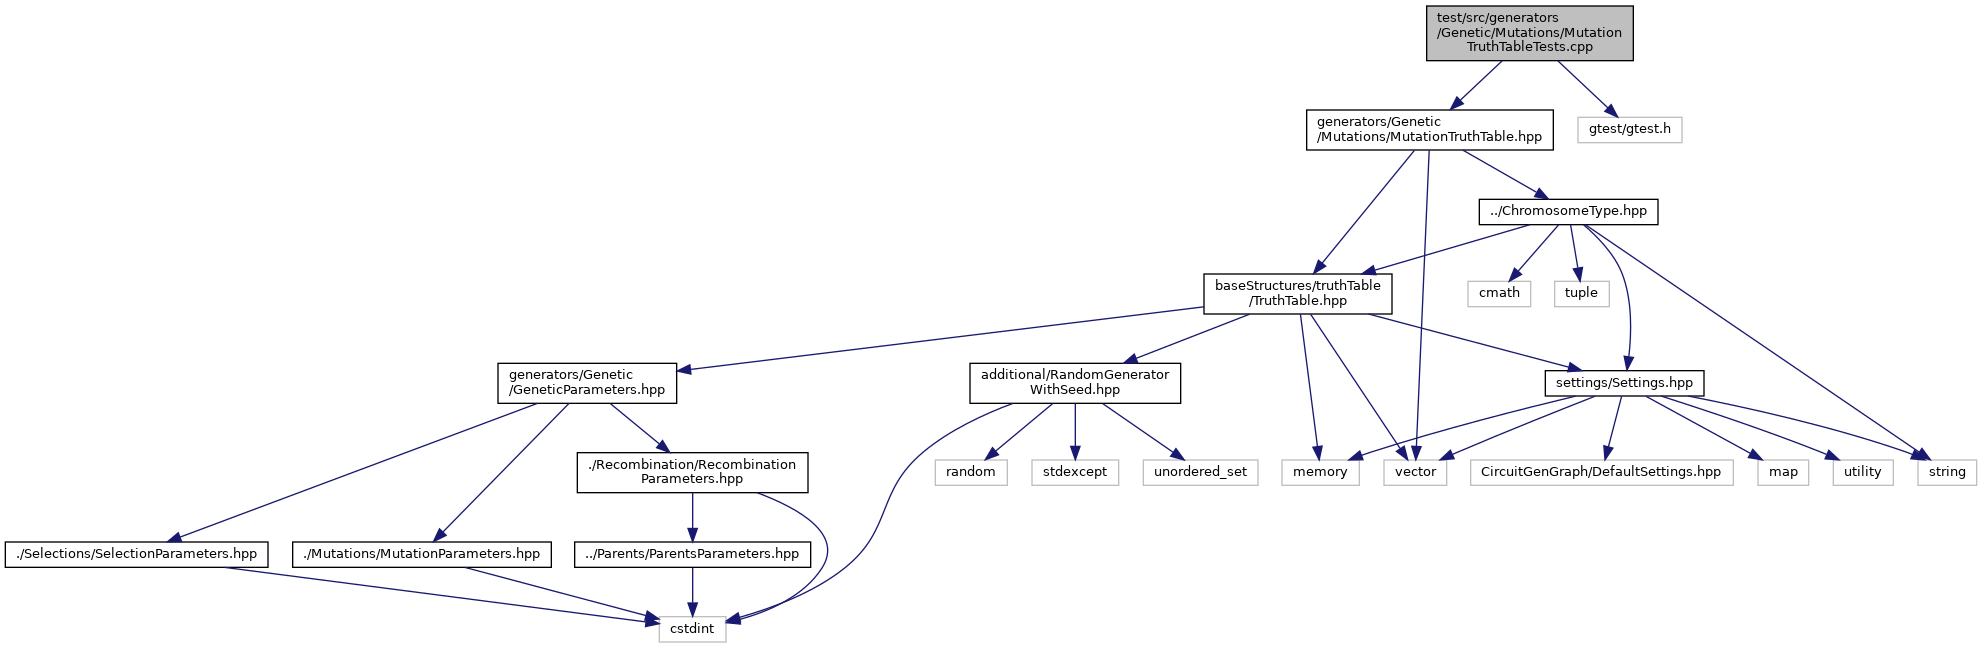 test/src/generators
/Genetic/Mutations/Mutation
TruthTableTests.cpp
generators/Genetic
/Mutations/MutationTruthTable.hpp
gtest/gtest.h
../ChromosomeType.hpp
baseStructures/truthTable
/TruthTable.hpp
cmath
tuple
generators/Genetic
/GeneticParameters.hpp
additional/RandomGenerator
WithSeed.hpp
settings/Settings.hpp
./Recombination/Recombination
Parameters.hpp
random
stdexcept
unordered_set
memory
vector
CircuitGenGraph/DefaultSettings.hpp
map
utility
string
./Selections/SelectionParameters.hpp
./Mutations/MutationParameters.hpp
../Parents/ParentsParameters.hpp
cstdint